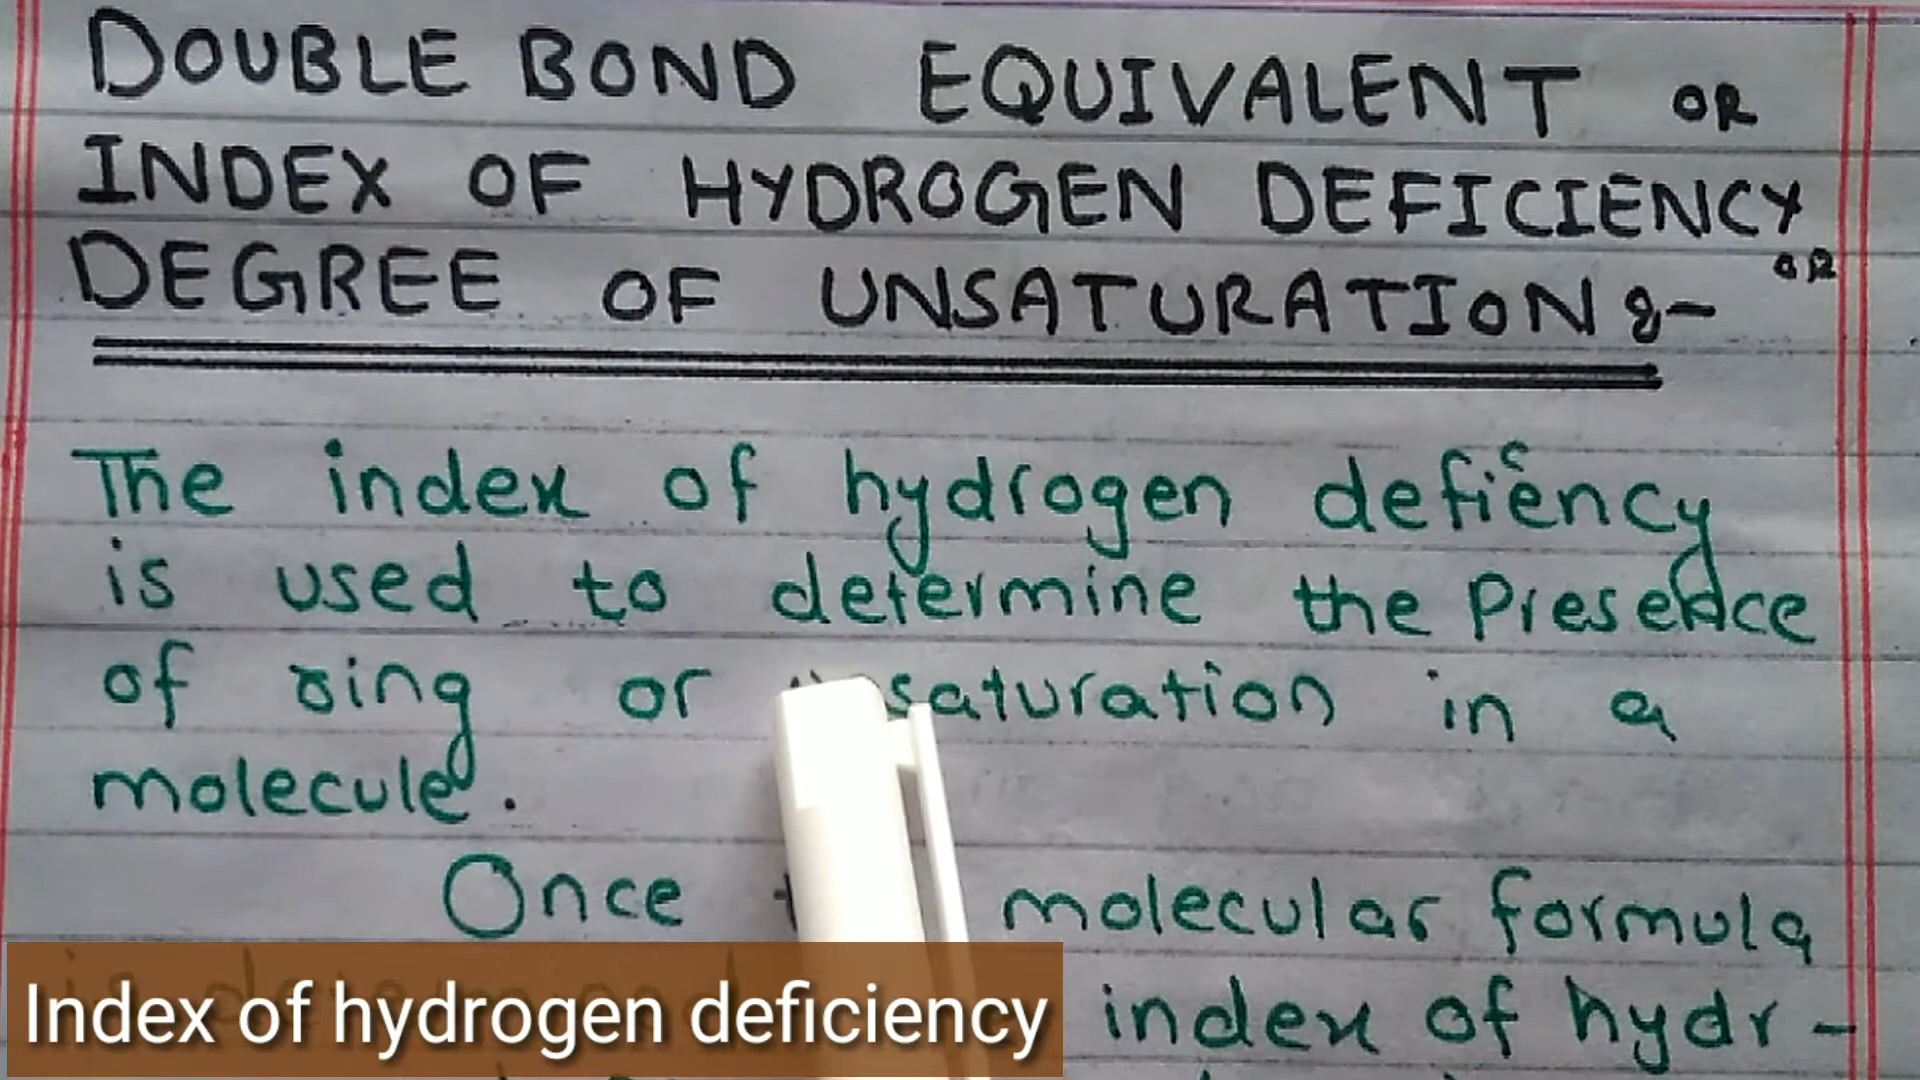 DOUBLE BOND EQUIVALENT OR
INDEX OF HYDROGEN DEFICIENCY
OR
DEGREE OF UNSATURATION :-
The index of hydrogen deficiency
is used to determine the Presence
of ring or saturation in a
molecule.
Once molecular formula
index of hydr-
Index of hydrogen deficiency